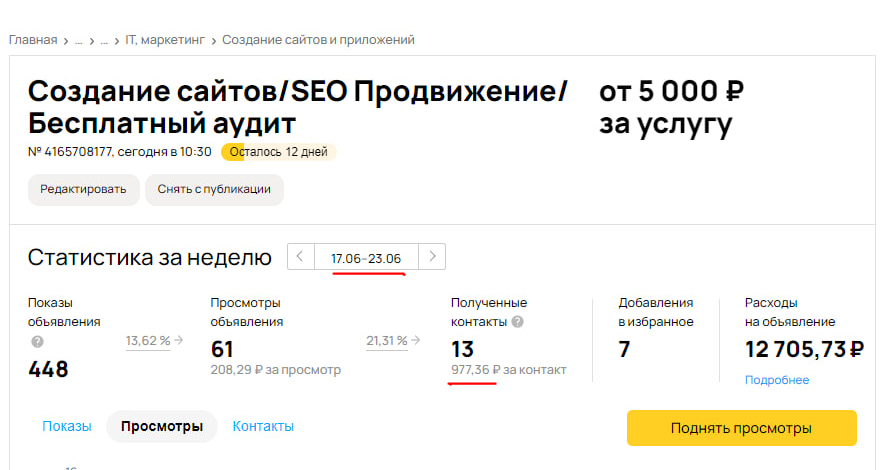 Главная > ... > ... > IT, маркетинг > Создание сайтов и приложений
Создание сайтов/SEO Продвижение/
Бесплатный аудит
от 5 000 ₽
за услугу
№ 4165708177, сегодня в 10:30 Осталось 12 дней
Редактировать Снять с публикации
Статистика за неделю < 17.06–23.06 >
Показы
объявления
?
448
13,62 % →
Просмотры
объявления
61
208,29 ₽ за просмотр
21,31 % →
Полученные
контакты ?
13
977,36 ₽ за контакт
Добавления
в избранное
7
Расходы
на объявление
12 705,73 ₽
Подробнее
Показы Просмотры Контакты
Поднять просмотры